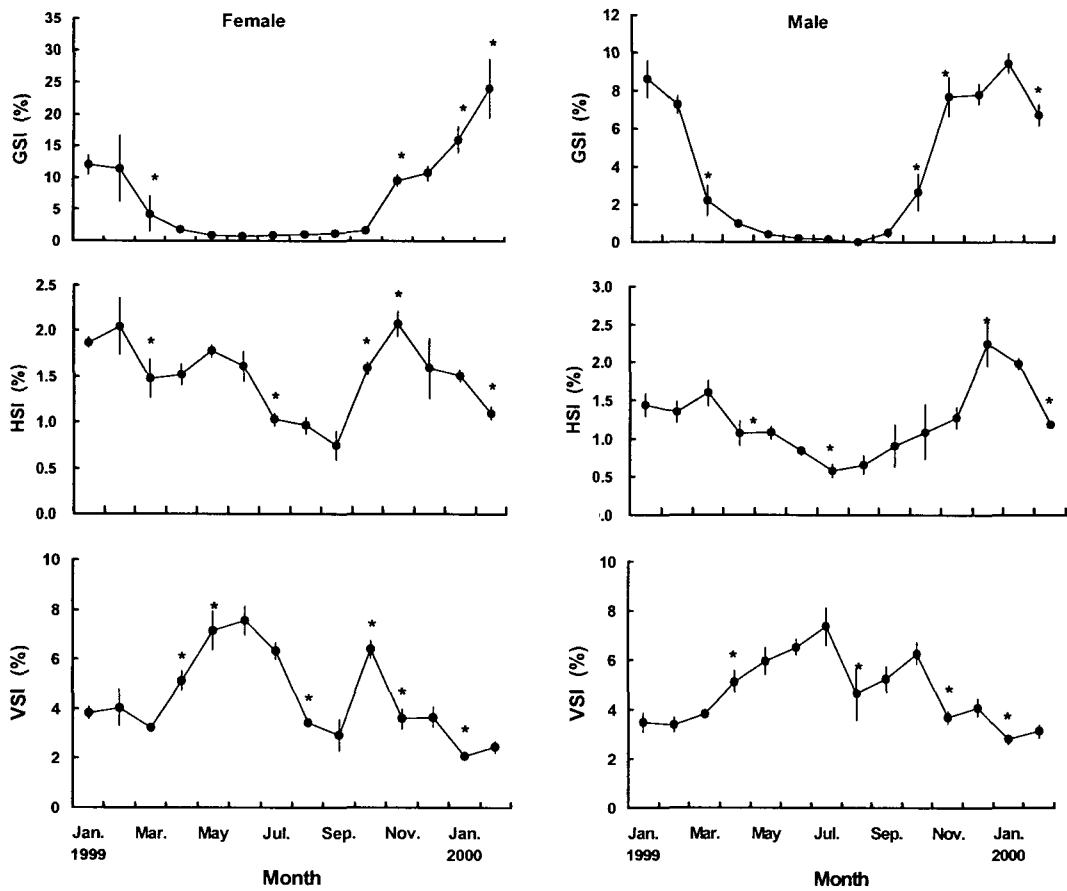 Female
GSI (%)
35
30
25
20
15
10
5
0
* * * *
Male
GSI (%)
12
10
8
6
4
2
0
* * * *
HSI (%)
2.5
2.0
1.5
1.0
0.5
0.0
* * * * *
HSI (%)
3.0
2.5
2.0
1.5
1.0
0.5
).0
* * * *
VSI (%)
10
8
6
4
2
0
* * * * * *
Jan. Mar. May Jul. Sep. Nov. Jan.
1999 2000
Month
VSI (%)
10
8
6
4
2
0
* * * *
Jan. Mar. May Jul. Sep. Nov. Jan.
1999 2000
Month